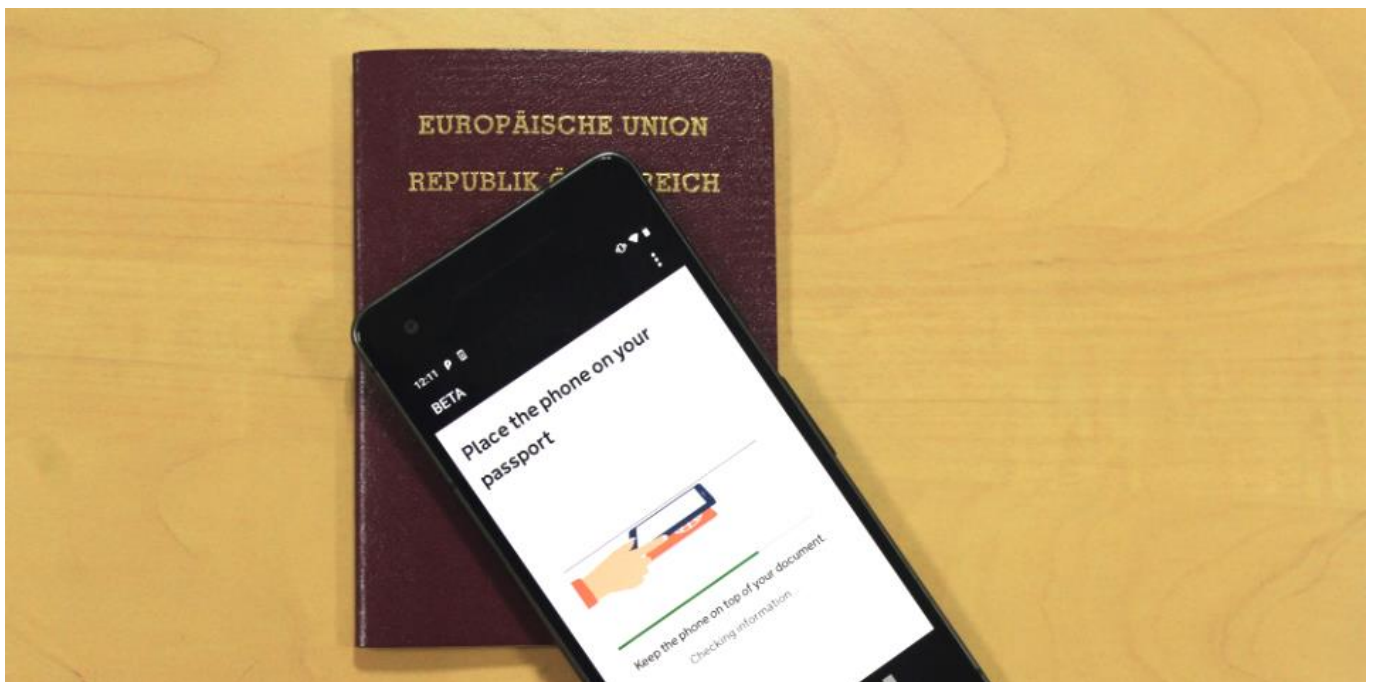 EUROPÄISCHE UNION
REPUBLIK REICH
12:11
BETA
Place the phone on your
passport
Keep the phone on top of your document.
Checking information